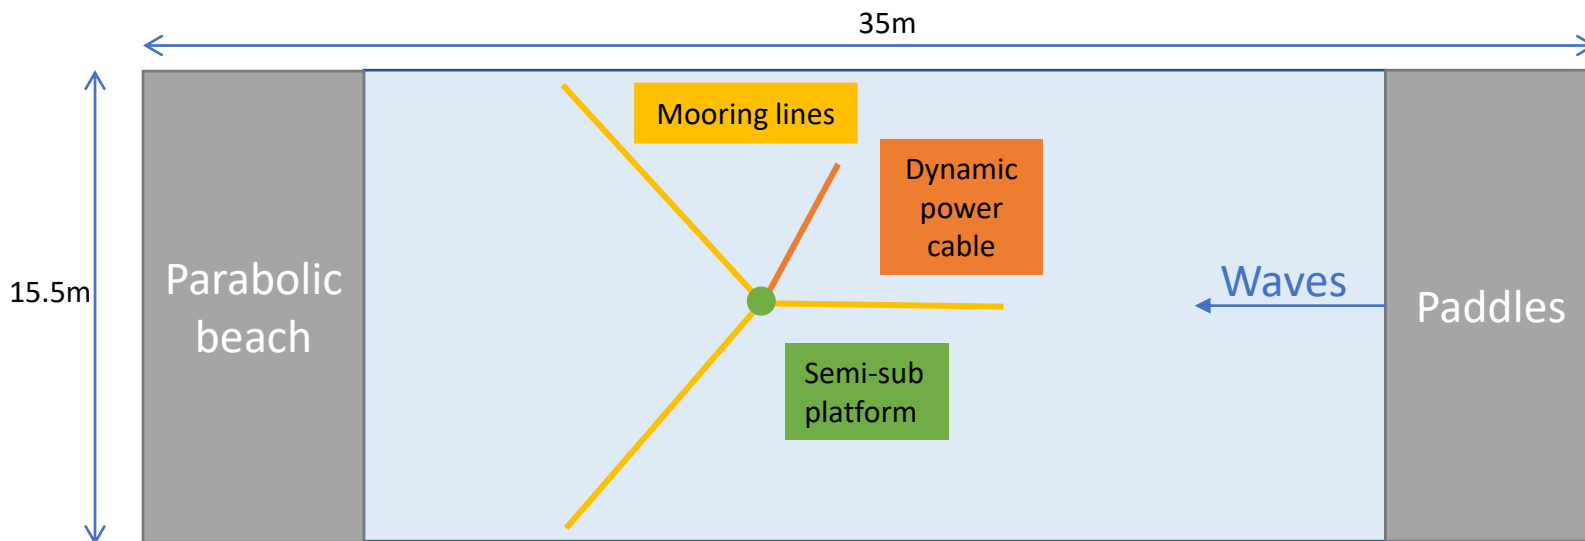 35m
Mooring lines
Dynamic
power
cable
15.5m
Parabolic
beach
Waves
Paddles
Semi-sub
platform